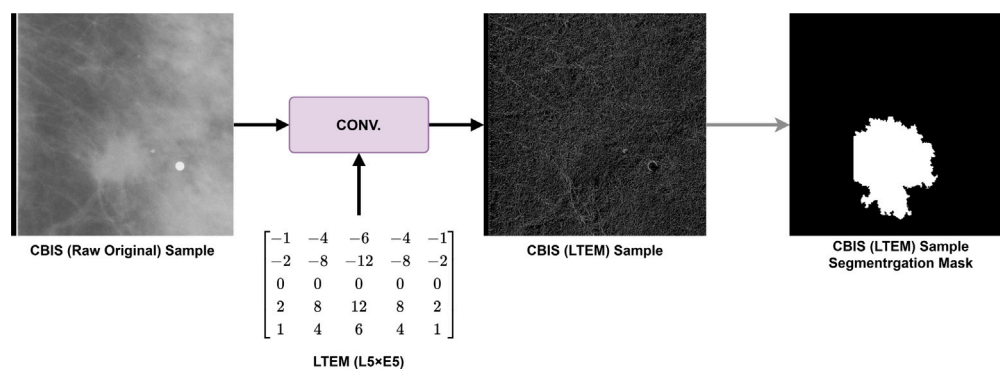 CONV.
CBIS (Raw Original) Sample
−1 −4 −6 −4 −1
−2 −8 −12 −8 −2
0 0 0 0 0
2 8 12 8 2
1 4 6 4 1
LTEM (L5×E5)
CBIS (LTEM) Sample
CBIS (LTEM) Sample
Segmentrgation Mask